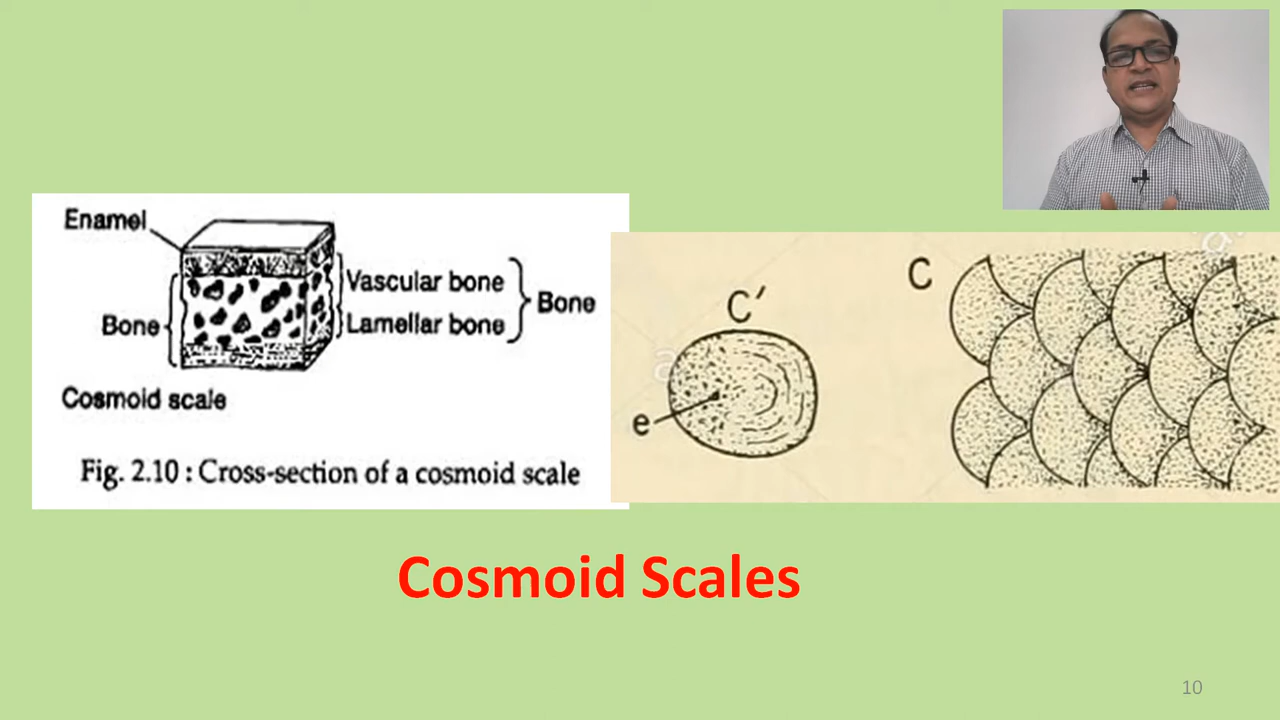 Enamel
Vascular bone
Bone
Lamellar bone
Bone
Cosmoid scale
Fig. 2.10 : Cross-section of a cosmoid scale
C′
e
C
a
Cosmoid Scales
10